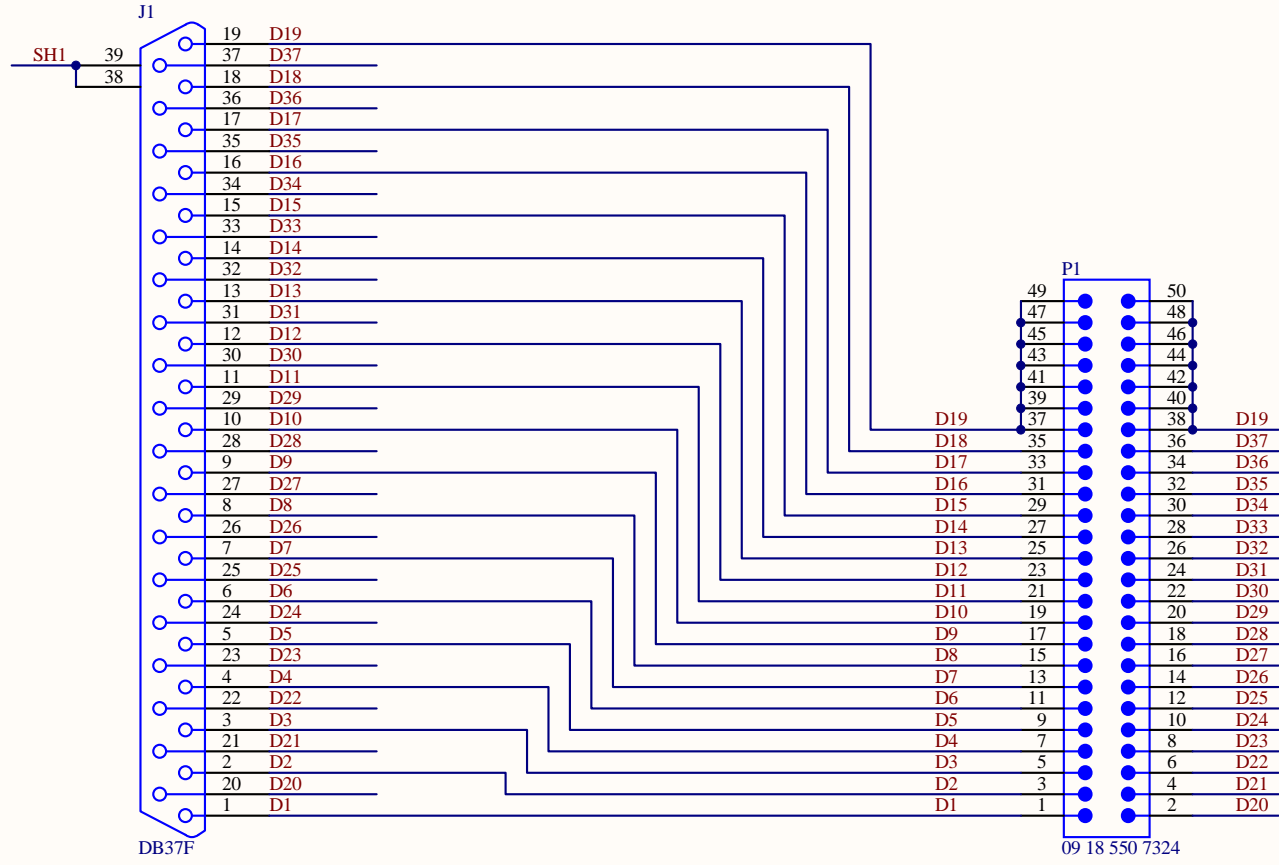 J1
SH1
39
38
19 D19
37 D37
18 D18
36 D36
17 D17
35 D35
16 D16
34 D34
15 D15
33 D33
14 D14
32 D32
13 D13
31 D31
12 D12
30 D30
11 D11
29 D29
10 D10
28 D28
9 D9
27 D27
8 D8
26 D26
7 D7
25 D25
6 D6
24 D24
5 D5
23 D23
4 D4
22 D22
3 D3
21 D21
2 D2
20 D20
1 D1
DB37F
P1
49 50
47 48
45 46
43 44
41 42
39 40
D19 37 38 D19
D18 35 36 D37
D17 33 34 D36
D16 31 32 D35
D15 29 30 D34
D14 27 28 D33
D13 25 26 D32
D12 23 24 D31
D11 21 22 D30
D10 19 20 D29
D9 17 18 D28
D8 15 16 D27
D7 13 14 D26
D6 11 12 D25
D5 9 10 D24
D4 7 8 D23
D3 5 6 D22
D2 3 4 D21
D1 1 2 D20
09 18 550 7324